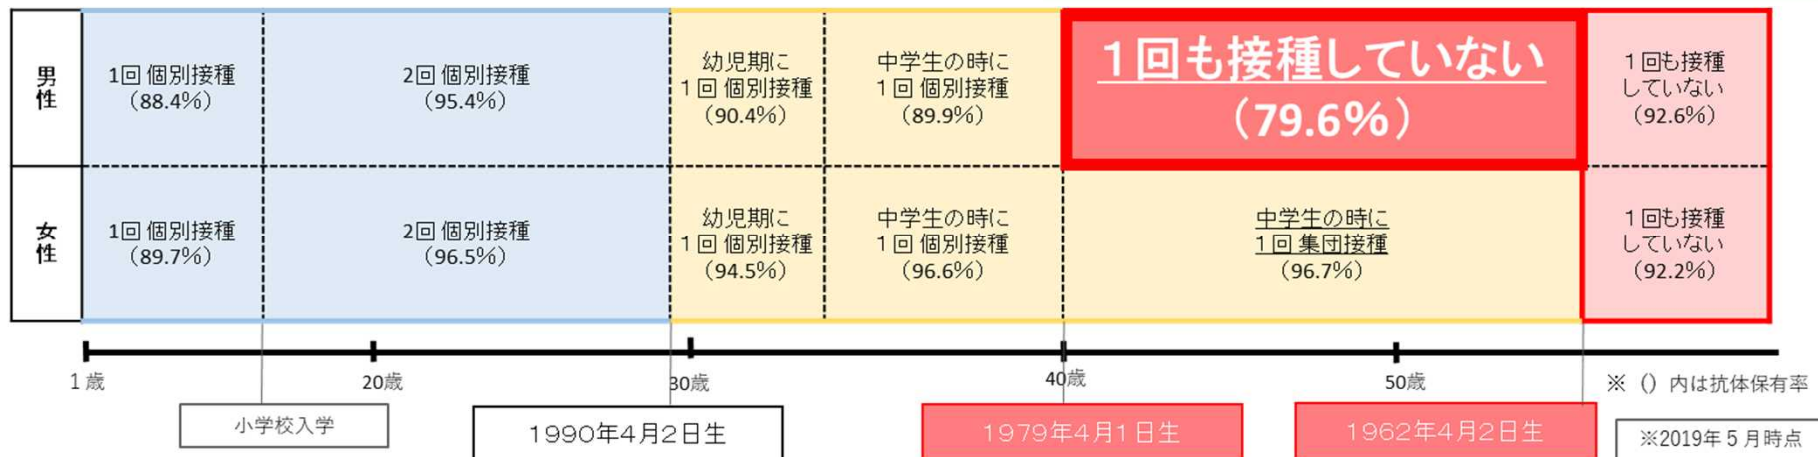 男性
1回 個別接種
（88.4％）
2回 個別接種
（95.4％）
幼児期に
１回 個別接種
（90.4％）
中学生の時に
１回 個別接種
（89.9％）
１回も接種していない
（79.6％）
１回も接種
していない
（92.6％）
女性
1回 個別接種
（89.7％）
2回 個別接種
（96.5％）
幼児期に
１回 個別接種
（94.5％）
中学生の時に
１回 個別接種
（96.6％）
中学生の時に
１回 集団接種
（96.7％）
１回も接種
していない
（92.2％）
1 歳
20歳
30歳
40歳
50歳
※（）内は抗体保有率
小学校入学
１９９０年４月２日生
１９７９年４月１日生
１９６２年４月２日生
※2019年５月時点